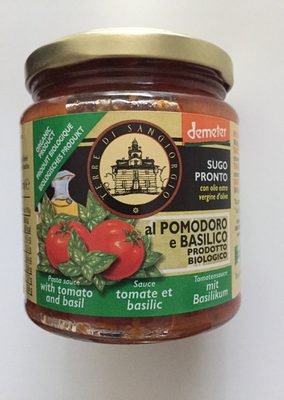 ORGANIC
PRODUCT
PRODUIT BIOLOGIQUE
BIOLOGISCHES PRODUKT
TERRE DI SANGIORGIO
demeter
SUGO
PRONTO
con olio extra
vergine d'oliva
al POMODORO
e BASILICO
PRODOTTO
BIOLOGICO
Pasta sauce
with tomato
and basil
Sauce
tomate et
basilic
Tomatensauce
mit
Basilikum